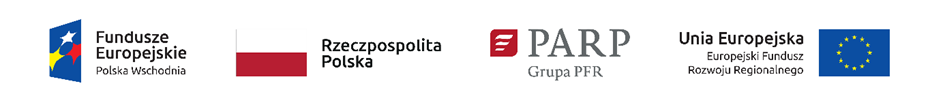 Fundusze
Europejskie
Polska Wschodnia
Rzeczpospolita
Polska
PARP
Grupa PFR
Unia Europejska
Europejski Fundusz
Rozwoju Regionalnego